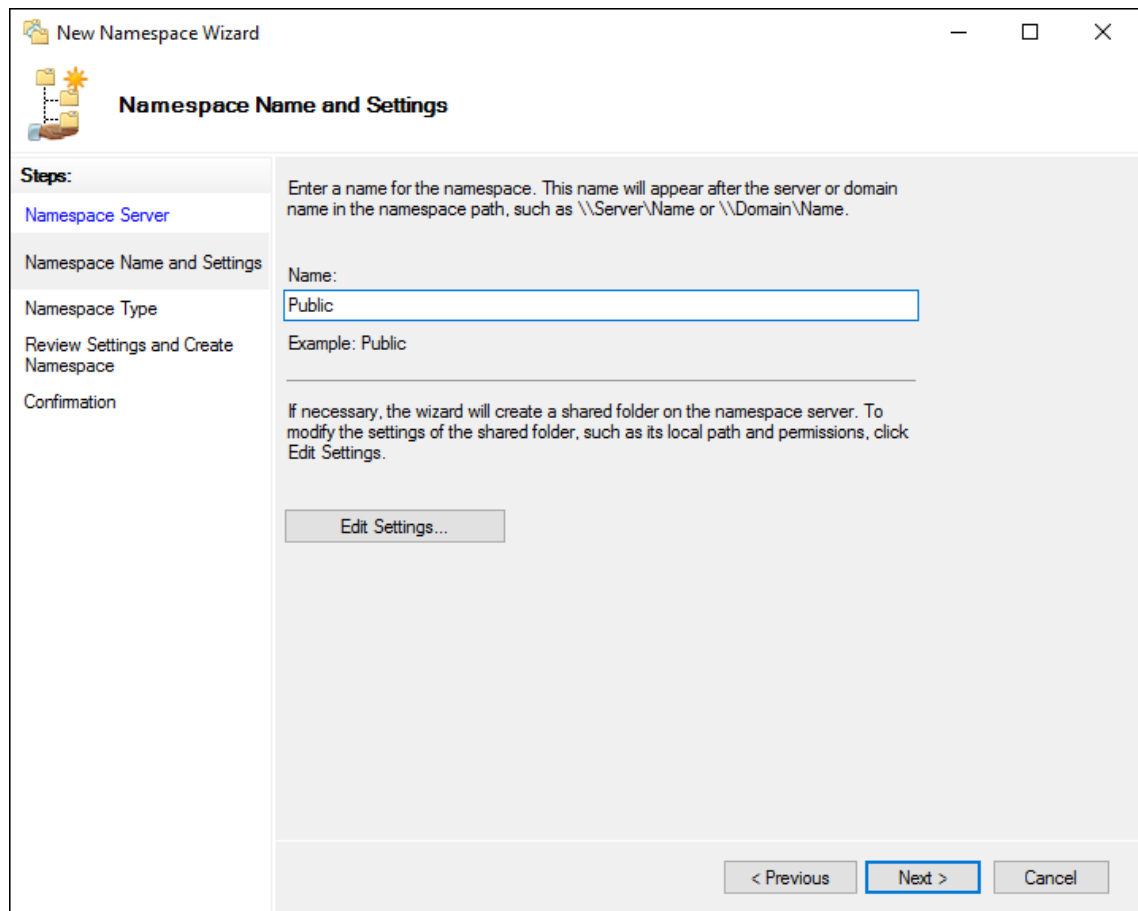 New Namespace Wizard
Namespace Name and Settings
Steps:
Namespace Server
Namespace Name and Settings
Namespace Type
Review Settings and Create
Namespace
Confirmation
Enter a name for the namespace. This name will appear after the server or domain
name in the namespace path, such as \\Server\Name or \\Domain\Name.
Name:
Public
Example: Public
If necessary, the wizard will create a shared folder on the namespace server. To
modify the settings of the shared folder, such as its local path and permissions, click
Edit Settings.
Edit Settings...
< Previous
Next >
Cancel